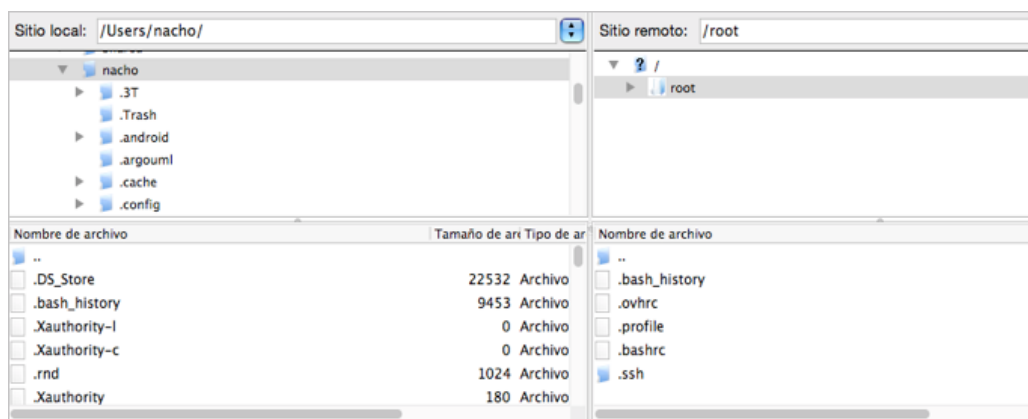 Sitio local: /Users/nacho/
nacho
.3T
.Trash
.android
.argouml
.cache
.config
Nombre de archivo Tamaño de ar Tipo de ar
..
.DS_Store 22532 Archivo
.bash_history 9453 Archivo
.Xauthority-l 0 Archivo
.Xauthority-c 0 Archivo
.rnd 1024 Archivo
.Xauthority 180 Archivo
Sitio remoto: /root
? /
root
Nombre de archivo
..
.bash_history
.ovhrc
.profile
.bashrc
.ssh